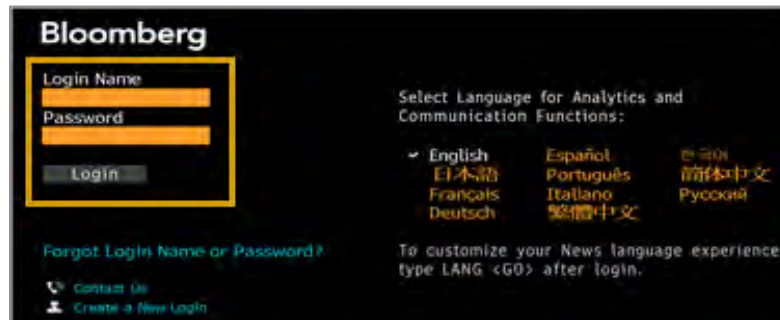 Bloomberg
Login Name
Password
Login
Forgot Login Name or Password?
Contact Us
Create a New Login
Select Language for Analytics and
Communication Functions:
✓ English Español 한국어
日本語 Português 简体中文
Français Italiano Русский
Deutsch 繁體中文
To customize your News language experience
type LANG <GO> after login.